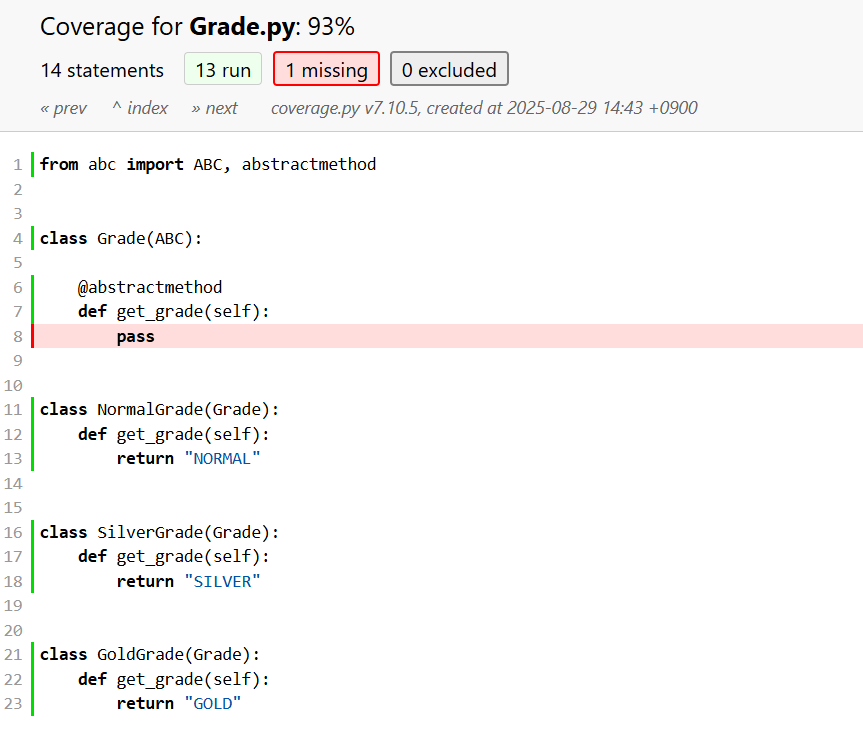 Coverage for Grade.py: 93%
14 statements 13 run 1 missing 0 excluded
« prev ^ index » next coverage.py v7.10.5, created at 2025-08-29 14:43 +0900
1 from abc import ABC, abstractmethod
2
3
4 class Grade(ABC):
5
6     @abstractmethod
7     def get_grade(self):
8         pass
9
10
11 class NormalGrade(Grade):
12     def get_grade(self):
13         return "NORMAL"
14
15
16 class SilverGrade(Grade):
17     def get_grade(self):
18         return "SILVER"
19
20
21 class GoldGrade(Grade):
22     def get_grade(self):
23         return "GOLD"